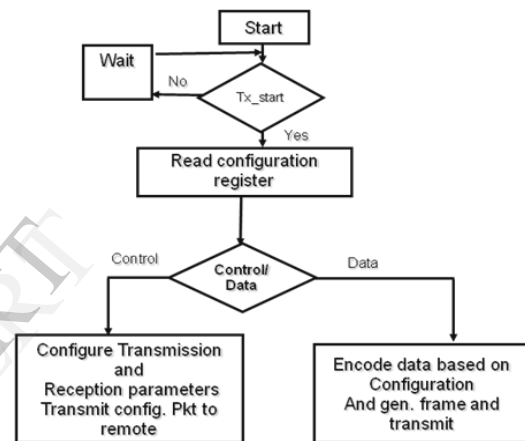 Start
Wait
No
Tx_start
Yes
Read configuration
register
Control
Control/
Data
Data
Configure Transmission
and
Reception parameters
Transmit config. Pkt to
remote
Encode data based on
Configuration
And gen. frame and
transmit